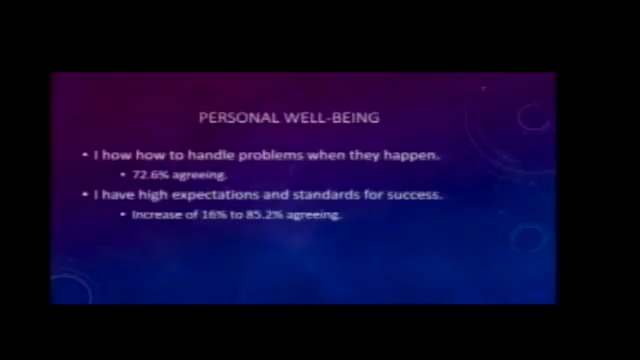 PERSONAL WELL-BEING
• I how how to handle problems when they happen.
• 72.6% agreeing.
• I have high expectations and standards for success.
• Increase of 16% to 85.2% agreeing.